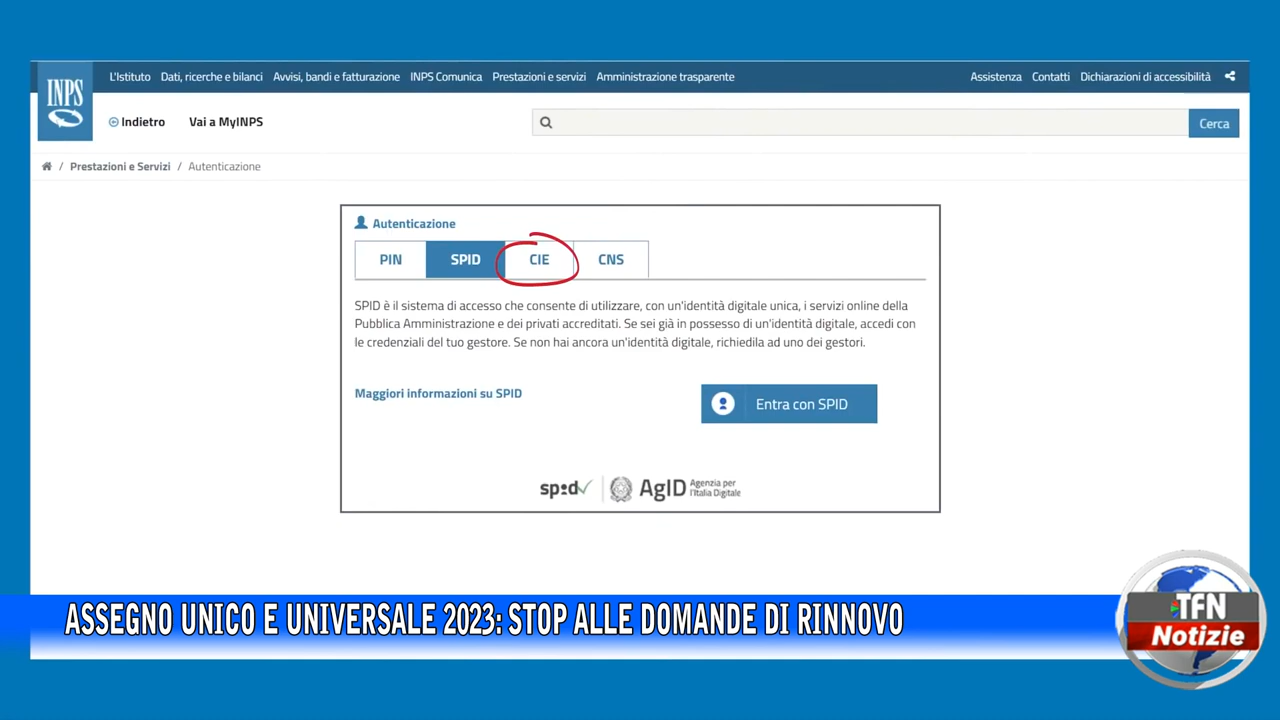 INPS
L'Istituto Dati, ricerche e bilanci Avvisi, bandi e fatturazione INPS Comunica Prestazioni e servizi Amministrazione trasparente Assistenza Contatti Dichiarazioni di accessibilità
Indietro Vai a MyINPS Cerca
/ Prestazioni e Servizi / Autenticazione
Autenticazione
PIN SPID CIE CNS
SPID è il sistema di accesso che consente di utilizzare, con un'identità digitale unica, i servizi online della
Pubblica Amministrazione e dei privati accreditati. Se sei già in possesso di un'identità digitale, accedi con
le credenziali del tuo gestore. Se non hai ancora un'identità digitale, richiedila ad uno dei gestori.
Maggiori informazioni su SPID
Entra con SPID
spid AgID Agenzia per
l'Italia Digitale
ASSEGNO UNICO E UNIVERSALE 2023: STOP ALLE DOMANDE DI RINNOVO
TFN
Notizie